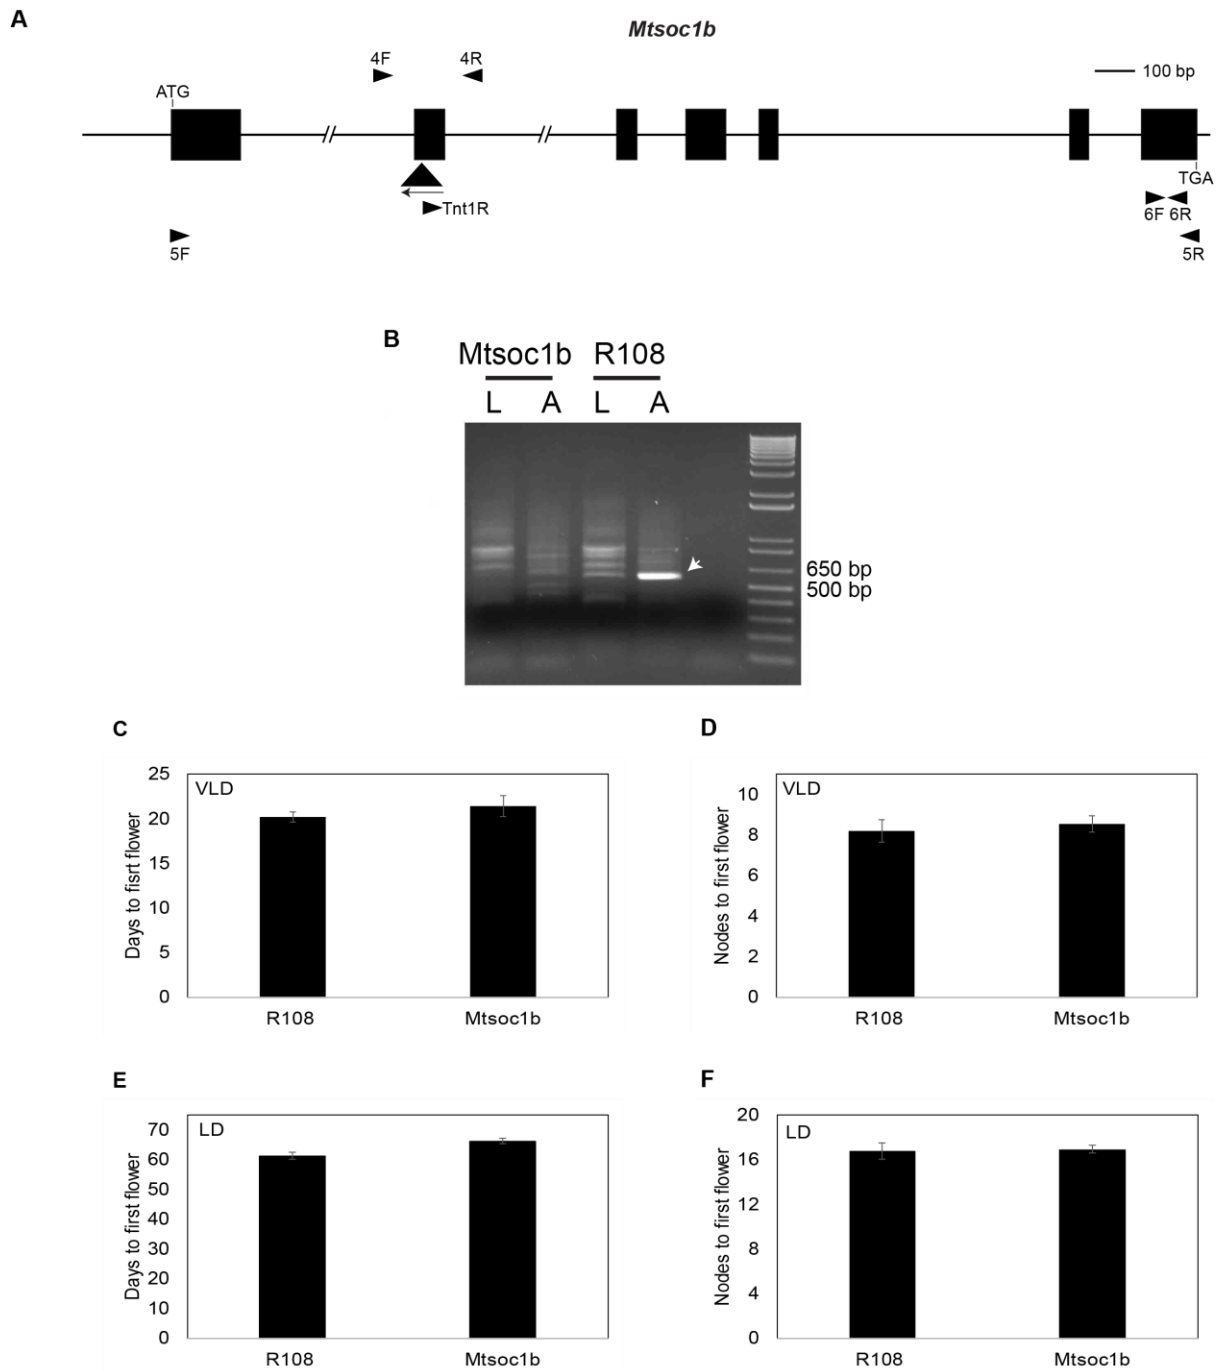 A
Mtsoc1b
4F 4R
100 bp
ATG
TGA
Tnt1R
6F 6R
5F
5R
B
Mtsoc1b R108
L A L A
650 bp
500 bp
C
VLD
Days to fisrt flower
25
20
15
10
5
0
R108 Mtsoc1b
D
VLD
Nodes to first flower
10
8
6
4
2
0
R108 Mtsoc1b
E
LD
Days to first flower
70
60
50
40
30
20
10
0
R108 Mtsoc1b
F
LD
Nodes to first flower
20
16
12
8
4
0
R108 Mtsoc1b